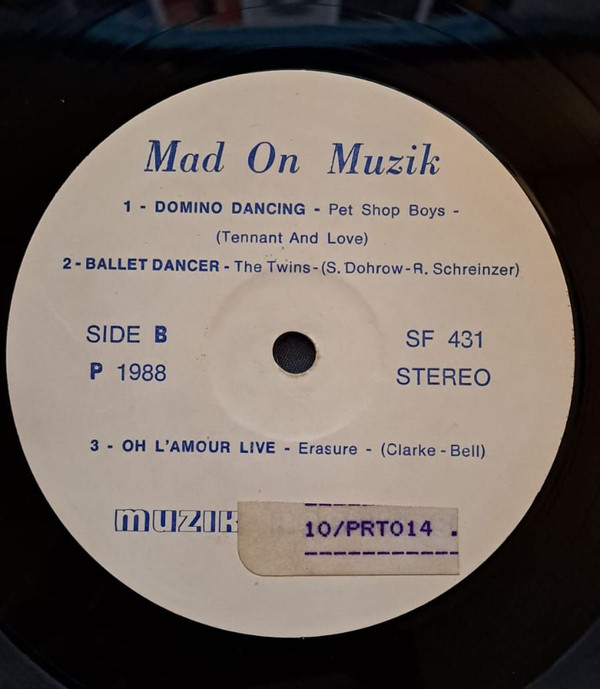 Mad On Muzik
1 - DOMINO DANCING - Pet Shop Boys -
(Tennant And Love)
2 - BALLET DANCER - The Twins - (S. Dohrow - R. Schreinzer)
SIDE B
SF 431
P 1988
STEREO
3 - OH L'AMOUR LIVE - Erasure - (Clarke - Bell)
muzik
10/PRT014 .